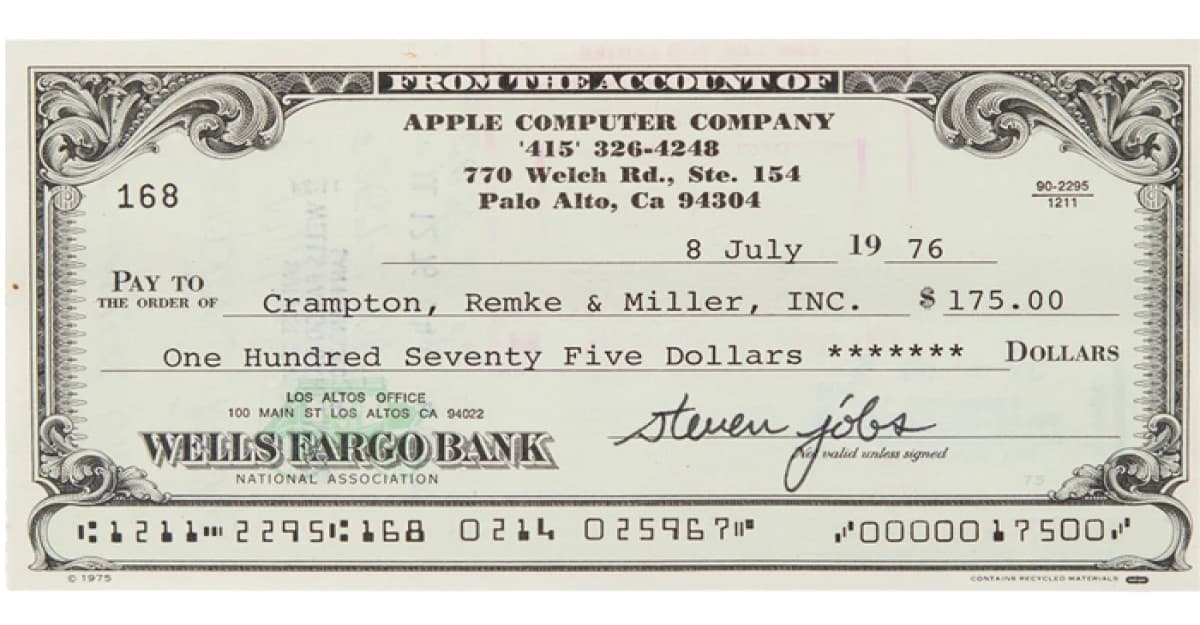 FROM THE ACCOUNT OF
APPLE COMPUTER COMPANY
'415' 326-4248
770 Welch Rd., Ste. 154
Palo Alto, Ca 94304
168
90-2295
1211
8 July 19 76
PAY TO
THE ORDER OF Crampton, Remke & Miller, INC. $ 175.00
One Hundred Seventy Five Dollars ******* DOLLARS
LOS ALTOS OFFICE
100 MAIN ST LOS ALTOS CA 94022
WELLS FARGO BANK
NATIONAL ASSOCIATION
steven jobs
Not valid unless signed
75
⑆1211⑉2295⑆168 0214 025967⑈ ⑇0000017500⑇
© 1975
CONTAINS RECYCLED MATERIALS